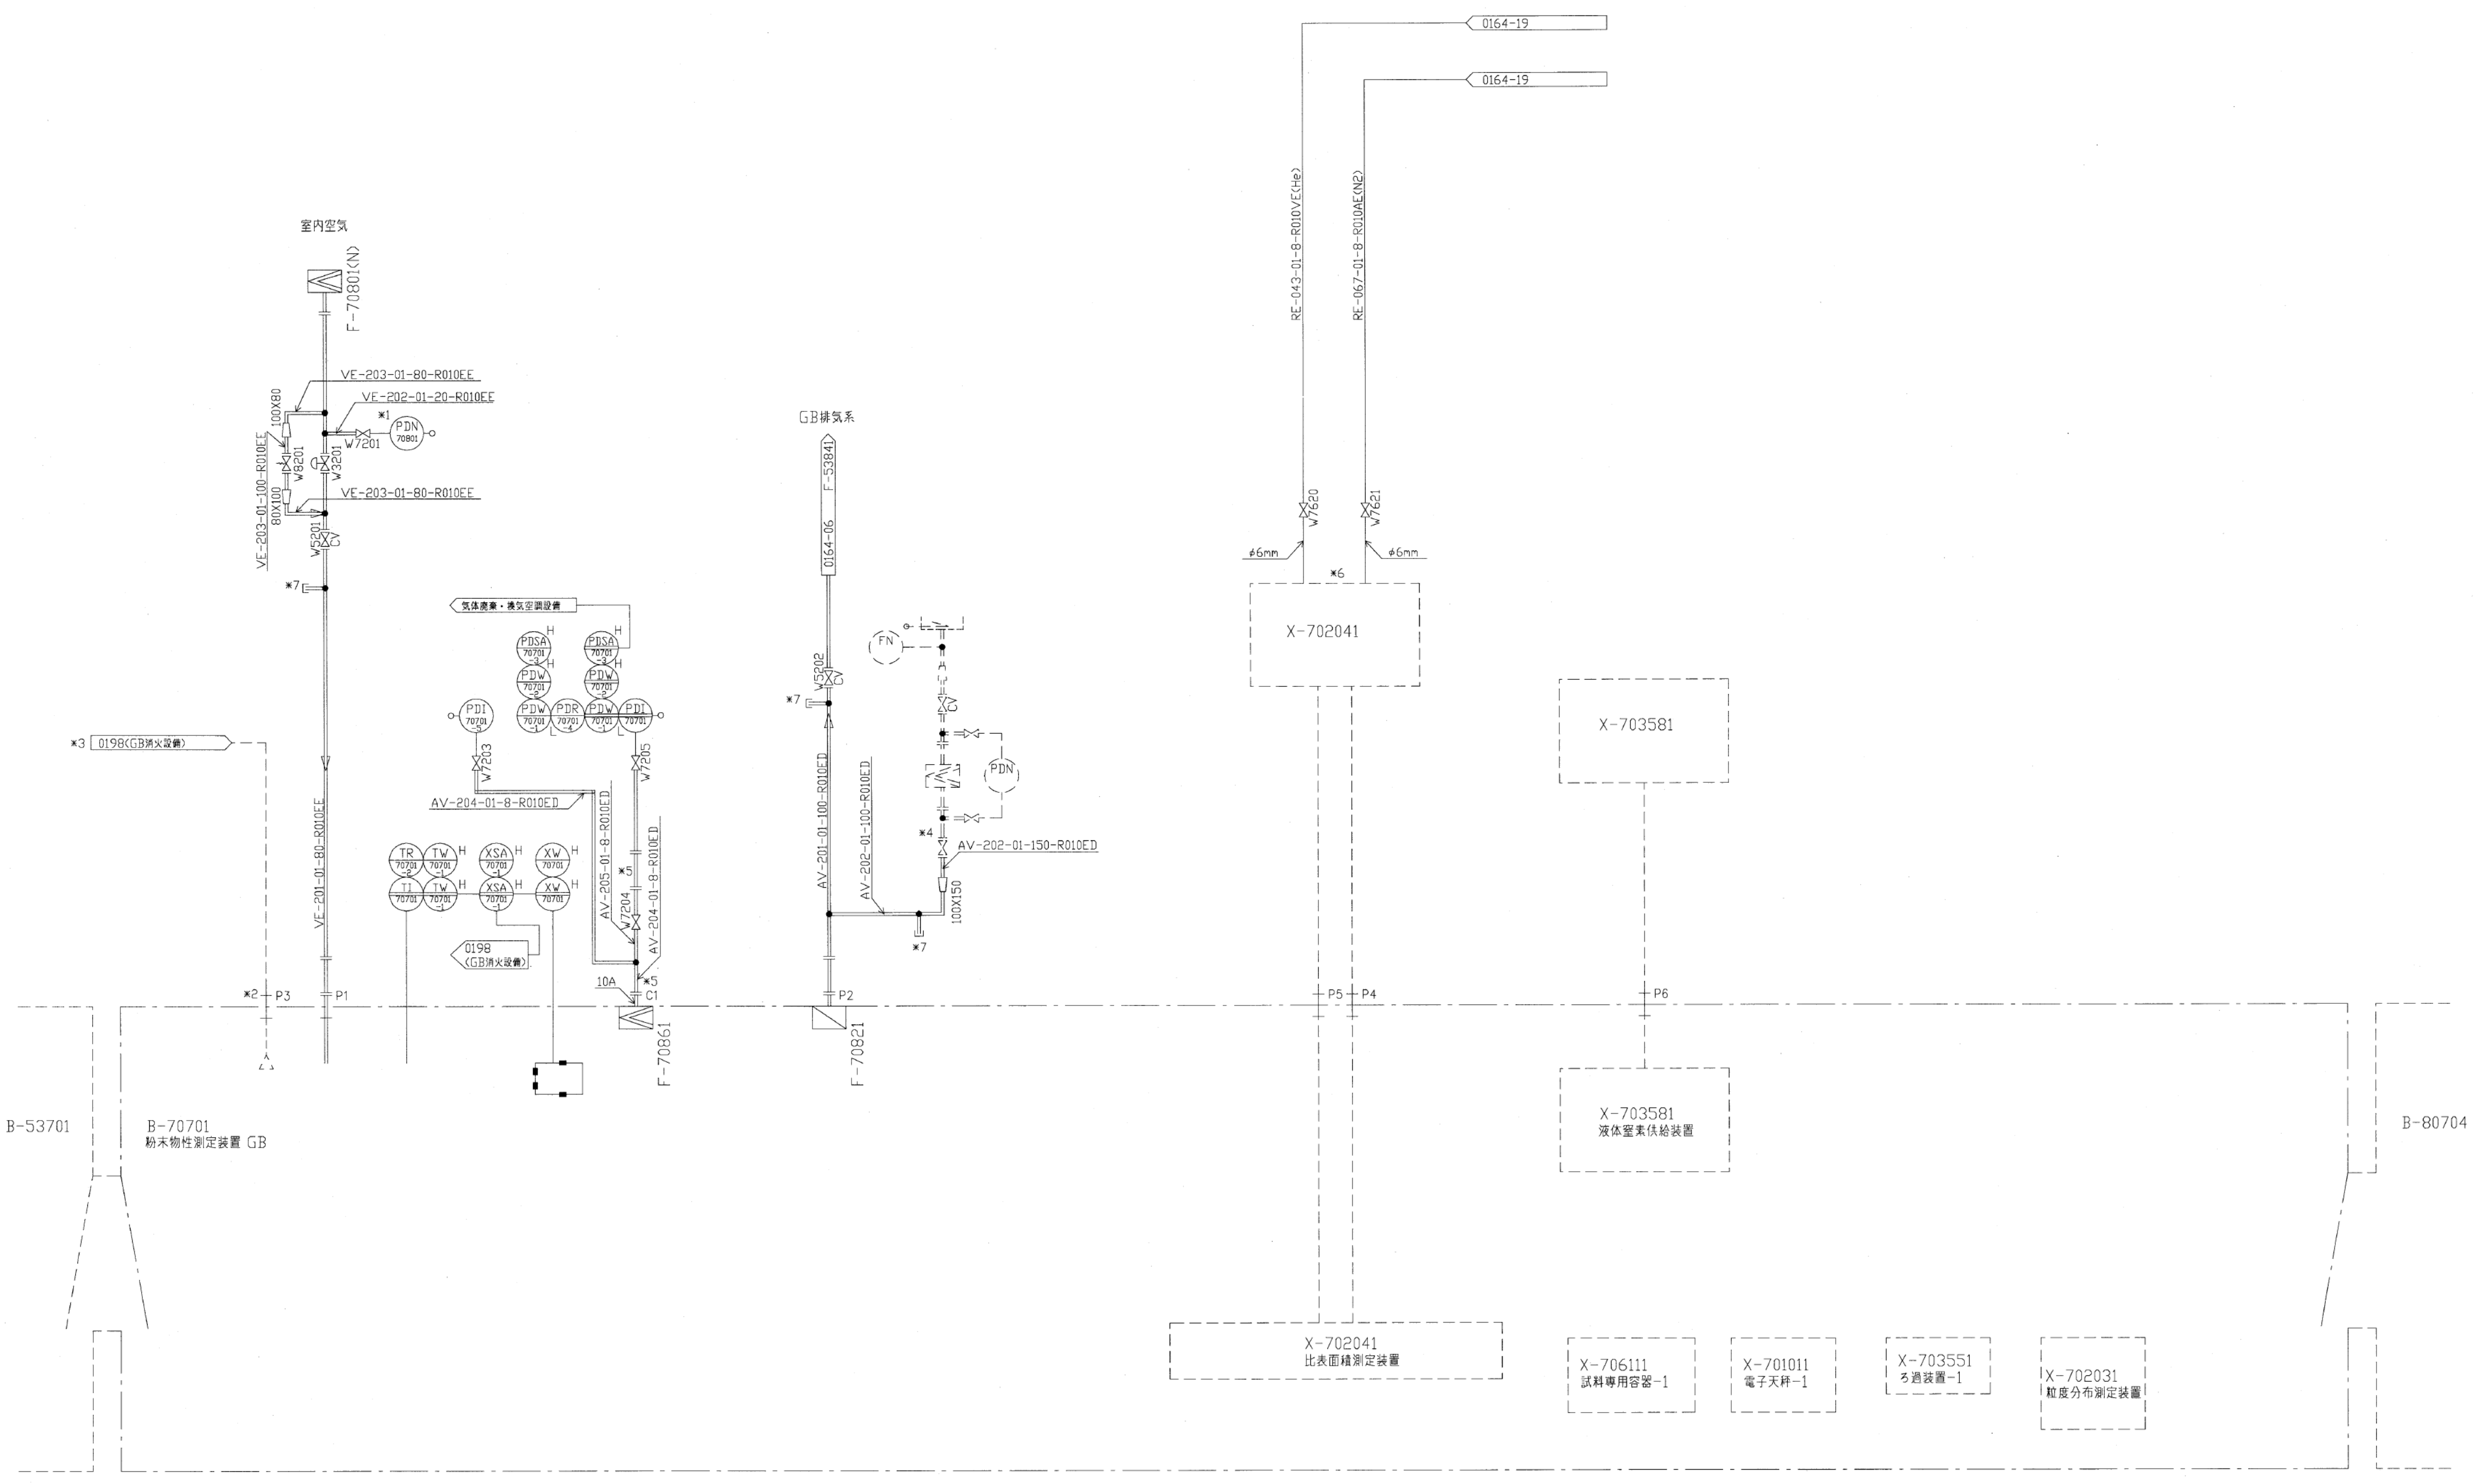 0164-19
0164-19
RE-043-01-8-R010VE(He)
RE-067-01-8-R010AE(N2)
室内空気
F-70801(N)
VE-203-01-80-R010EE
VE-202-01-20-R010EE
100X80
※1
PDN
70801
W7201
VE-203-01-100-R010EE
W8201
W3201
80X100
VE-203-01-80-R010EE
W5201
CV
※7
VE-201-01-80-R010EE
GB排気系
0164-06 F-53841
W7620
W7621
φ6mm
φ6mm
※6
X-702041
気体廃棄・換気空調設備
PDSA
70701
-3
H
PDSA
70701
-3
H
PDW
70701
-2
H
PDW
70701
-2
H
PDI
70701
-5
PDW
70701
-1
L
PDR
70701
-4
PDW
70701
-1
L
PDI
70701
W7203
W7205
AV-204-01-8-R010ED
AV-205-01-8-R010ED
AV-204-01-8-R010ED
※5
W7204
※5
10A
C1
※3
0198(GB消火設備)
TR
70701
-2
TW
70701
-1
H
XSA
70701
-1
H
XW
70701
H
TI
70701
TW
70701
-1
H
XSA
70701
-1
H
XW
70701
H
0198
(GB消火設備)
W5202
CV
※7
AV-201-01-100-R010ED
AV-202-01-100-R010ED
FN
CV
PDN
※4
AV-202-01-150-R010ED
100X150
※7
X-703581
※2
P3
P1
P2
P5
P4
P6
F-70861
F-70821
B-53701
B-70701
粉末物性測定装置 GB
X-703581
液体窒素供給装置
B-80704
X-702041
比表面積測定装置
X-706111
試料専用容器-1
X-701011
電子天秤-1
X-703551
ろ過装置-1
X-702031
粒度分布測定装置